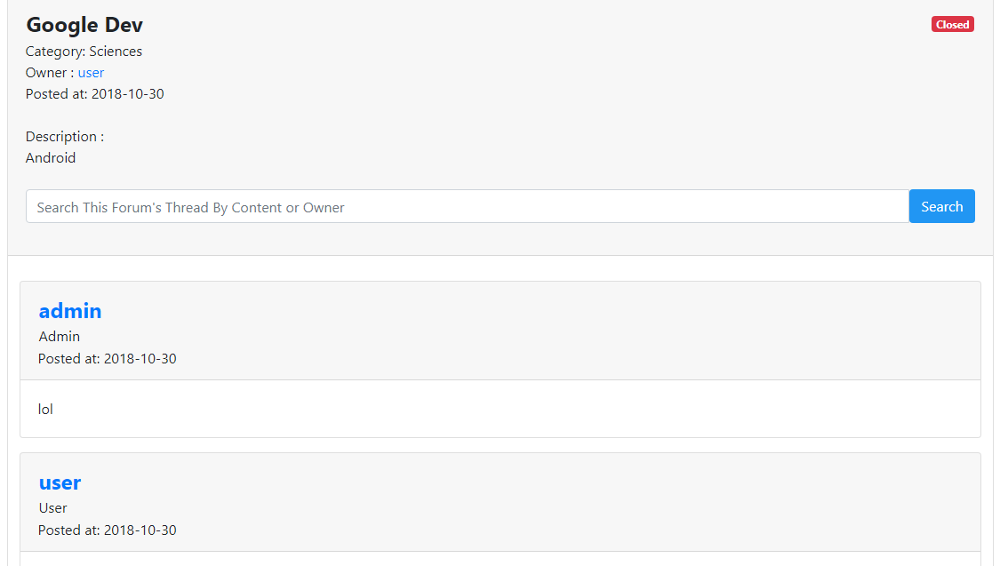 Google Dev
Closed
Category: Sciences
Owner : user
Posted at: 2018-10-30
Description :
Android
Search This Forum's Thread By Content or Owner
Search
admin
Admin
Posted at: 2018-10-30
lol
user
User
Posted at: 2018-10-30